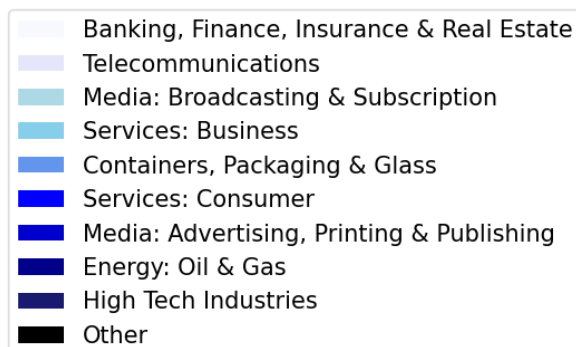 Banking, Finance, Insurance & Real Estate
Telecommunications
Media: Broadcasting & Subscription
Services: Business
Containers, Packaging & Glass
Services: Consumer
Media: Advertising, Printing & Publishing
Energy: Oil & Gas
High Tech Industries
Other